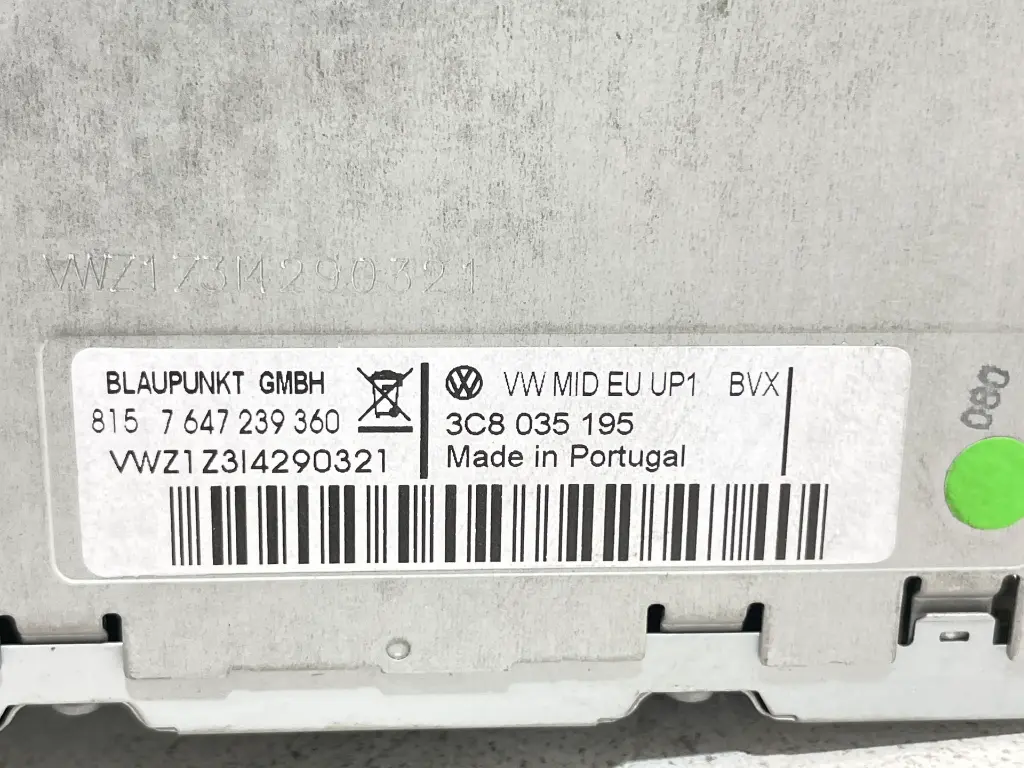 VWZ1Z3I4290321
BLAUPUNKT GMBH
815 7 647 239 360
VWZ1Z3I4290321
VW MID EU UP1 BVX
3C8 035 195
Made in Portugal
080